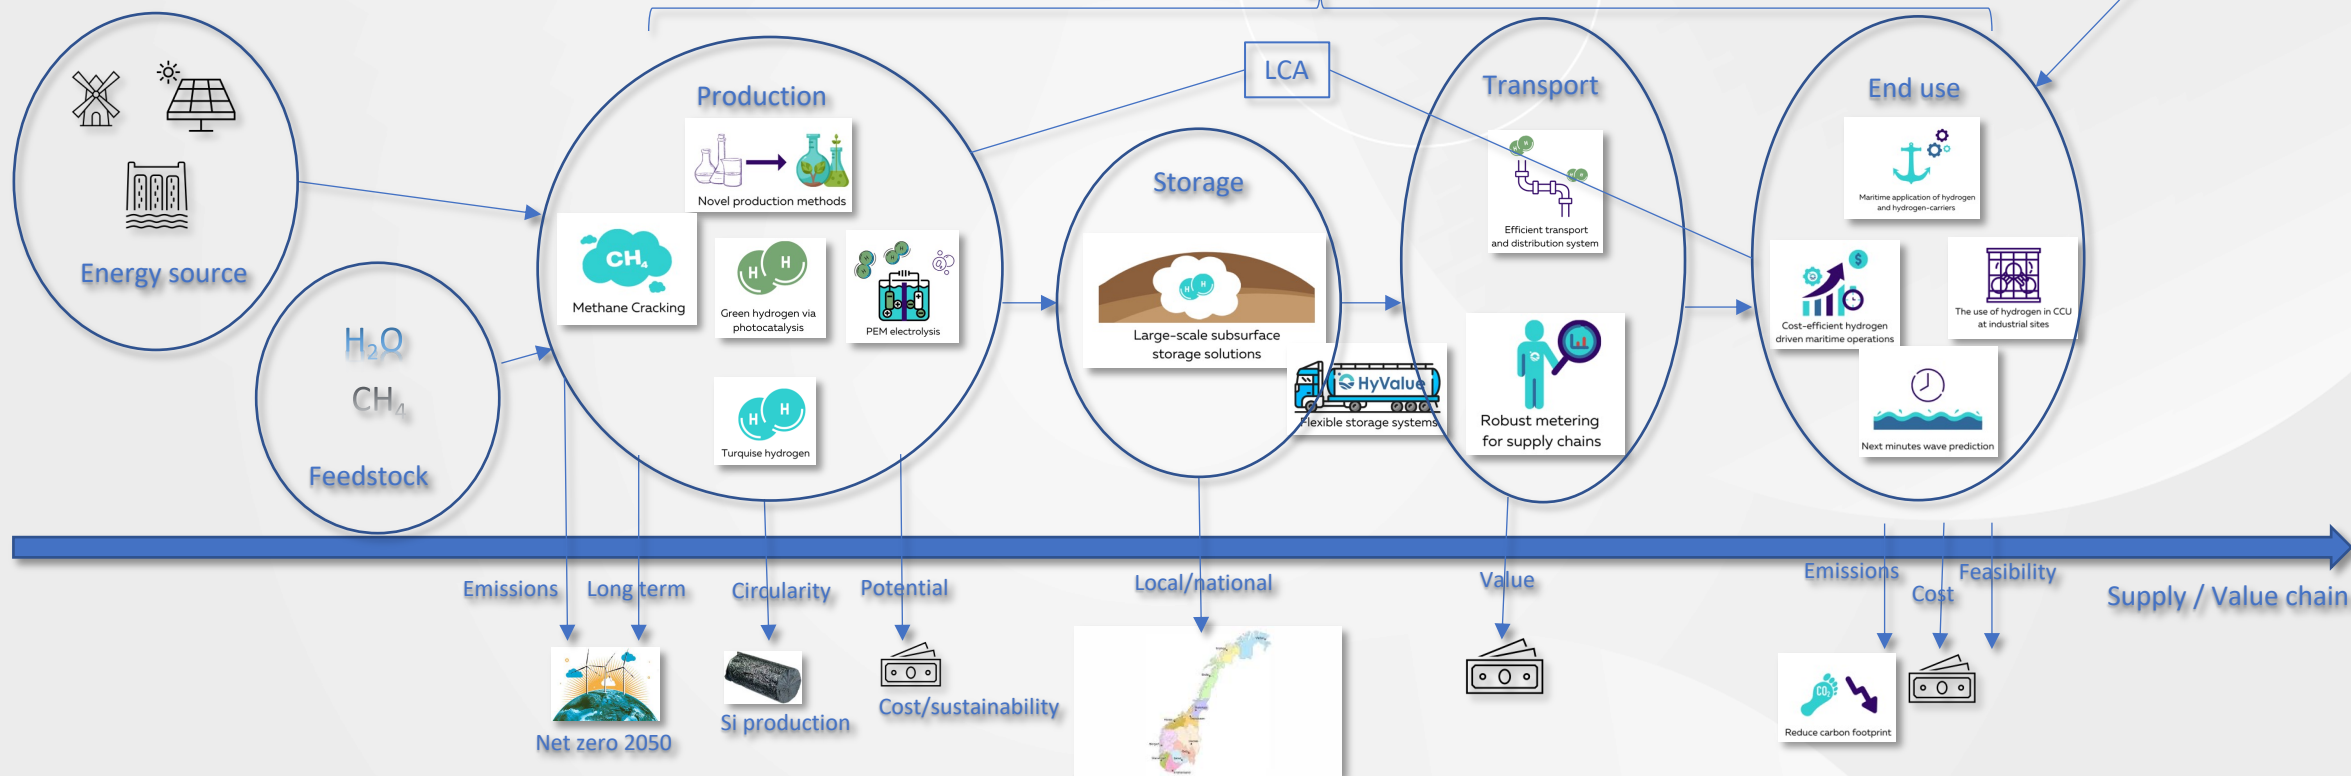 Energy source
H₂O
CH₄
Feedstock
Production
Novel production methods
CH₄
Methane Cracking
H H
Green hydrogen via
photocatalysis
PEM electrolysis
H H
Turquise hydrogen
LCA
Storage
H H
Large-scale subsurface
storage solutions
HyValue
Flexible storage systems
Transport
H H
H H
Efficient transport
and distribution system
Robust metering
for supply chains
End use
Maritime application of hydrogen
and hydrogen-carriers
$
Cost-efficient hydrogen
driven maritime operations
The use of hydrogen in CCU
at industrial sites
Next minutes wave prediction
Emissions
Long term
Circularity
Potential
Local/national
Value
Emissions
Cost
Feasibility
Supply / Value chain
Net zero 2050
Si production
Cost/sustainability
CO₂
Reduce carbon footprint